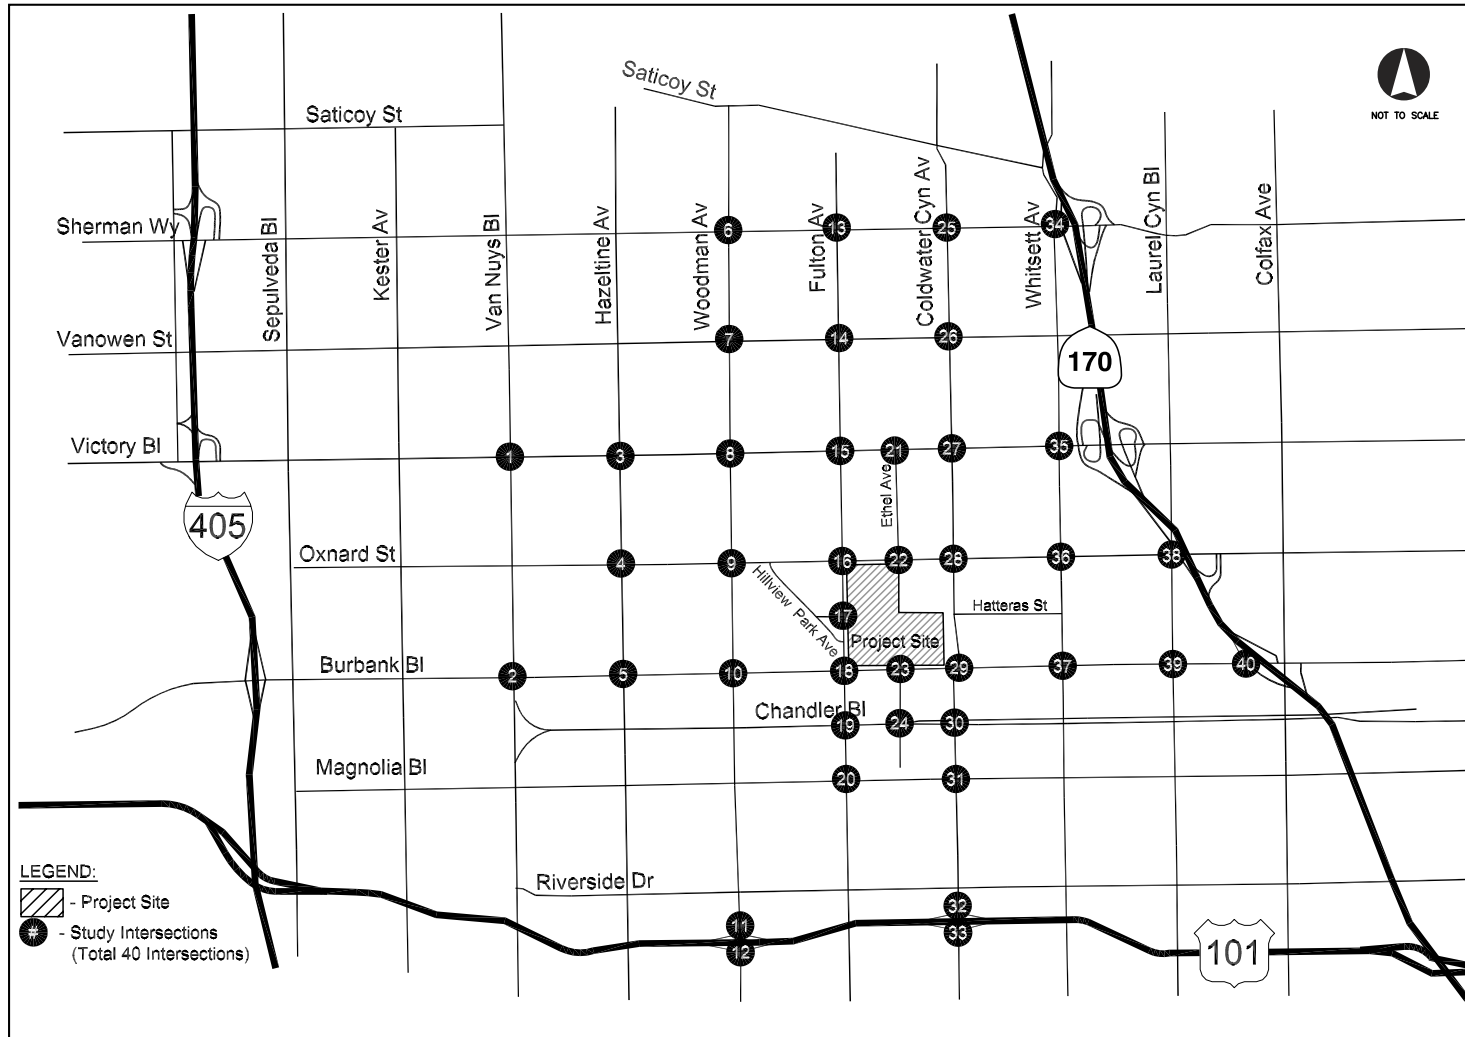 Saticoy St
Saticoy St
NOT TO SCALE
Sherman Wy
Sepulveda Bl
Kester Av
Van Nuys Bl
Hazeltine Av
Woodman Av
Fulton Av
Coldwater Cyn Av
Whitsett Av
Laurel Cyn Bl
Colfax Ave
6
13
25
34
Vanowen St
7
14
26
170
Victory Bl
1
3
8
15
21
27
35
Ethel Ave
405
Oxnard St
4
9
16
22
28
36
38
Hillview Park Ave
17
Hatteras St
Project Site
Burbank Bl
2
5
10
18
23
29
37
39
40
Chandler Bl
19
24
30
Magnolia Bl
20
31
Riverside Dr
32
11
33
12
101
LEGEND:
- Project Site
# - Study Intersections
(Total 40 Intersections)